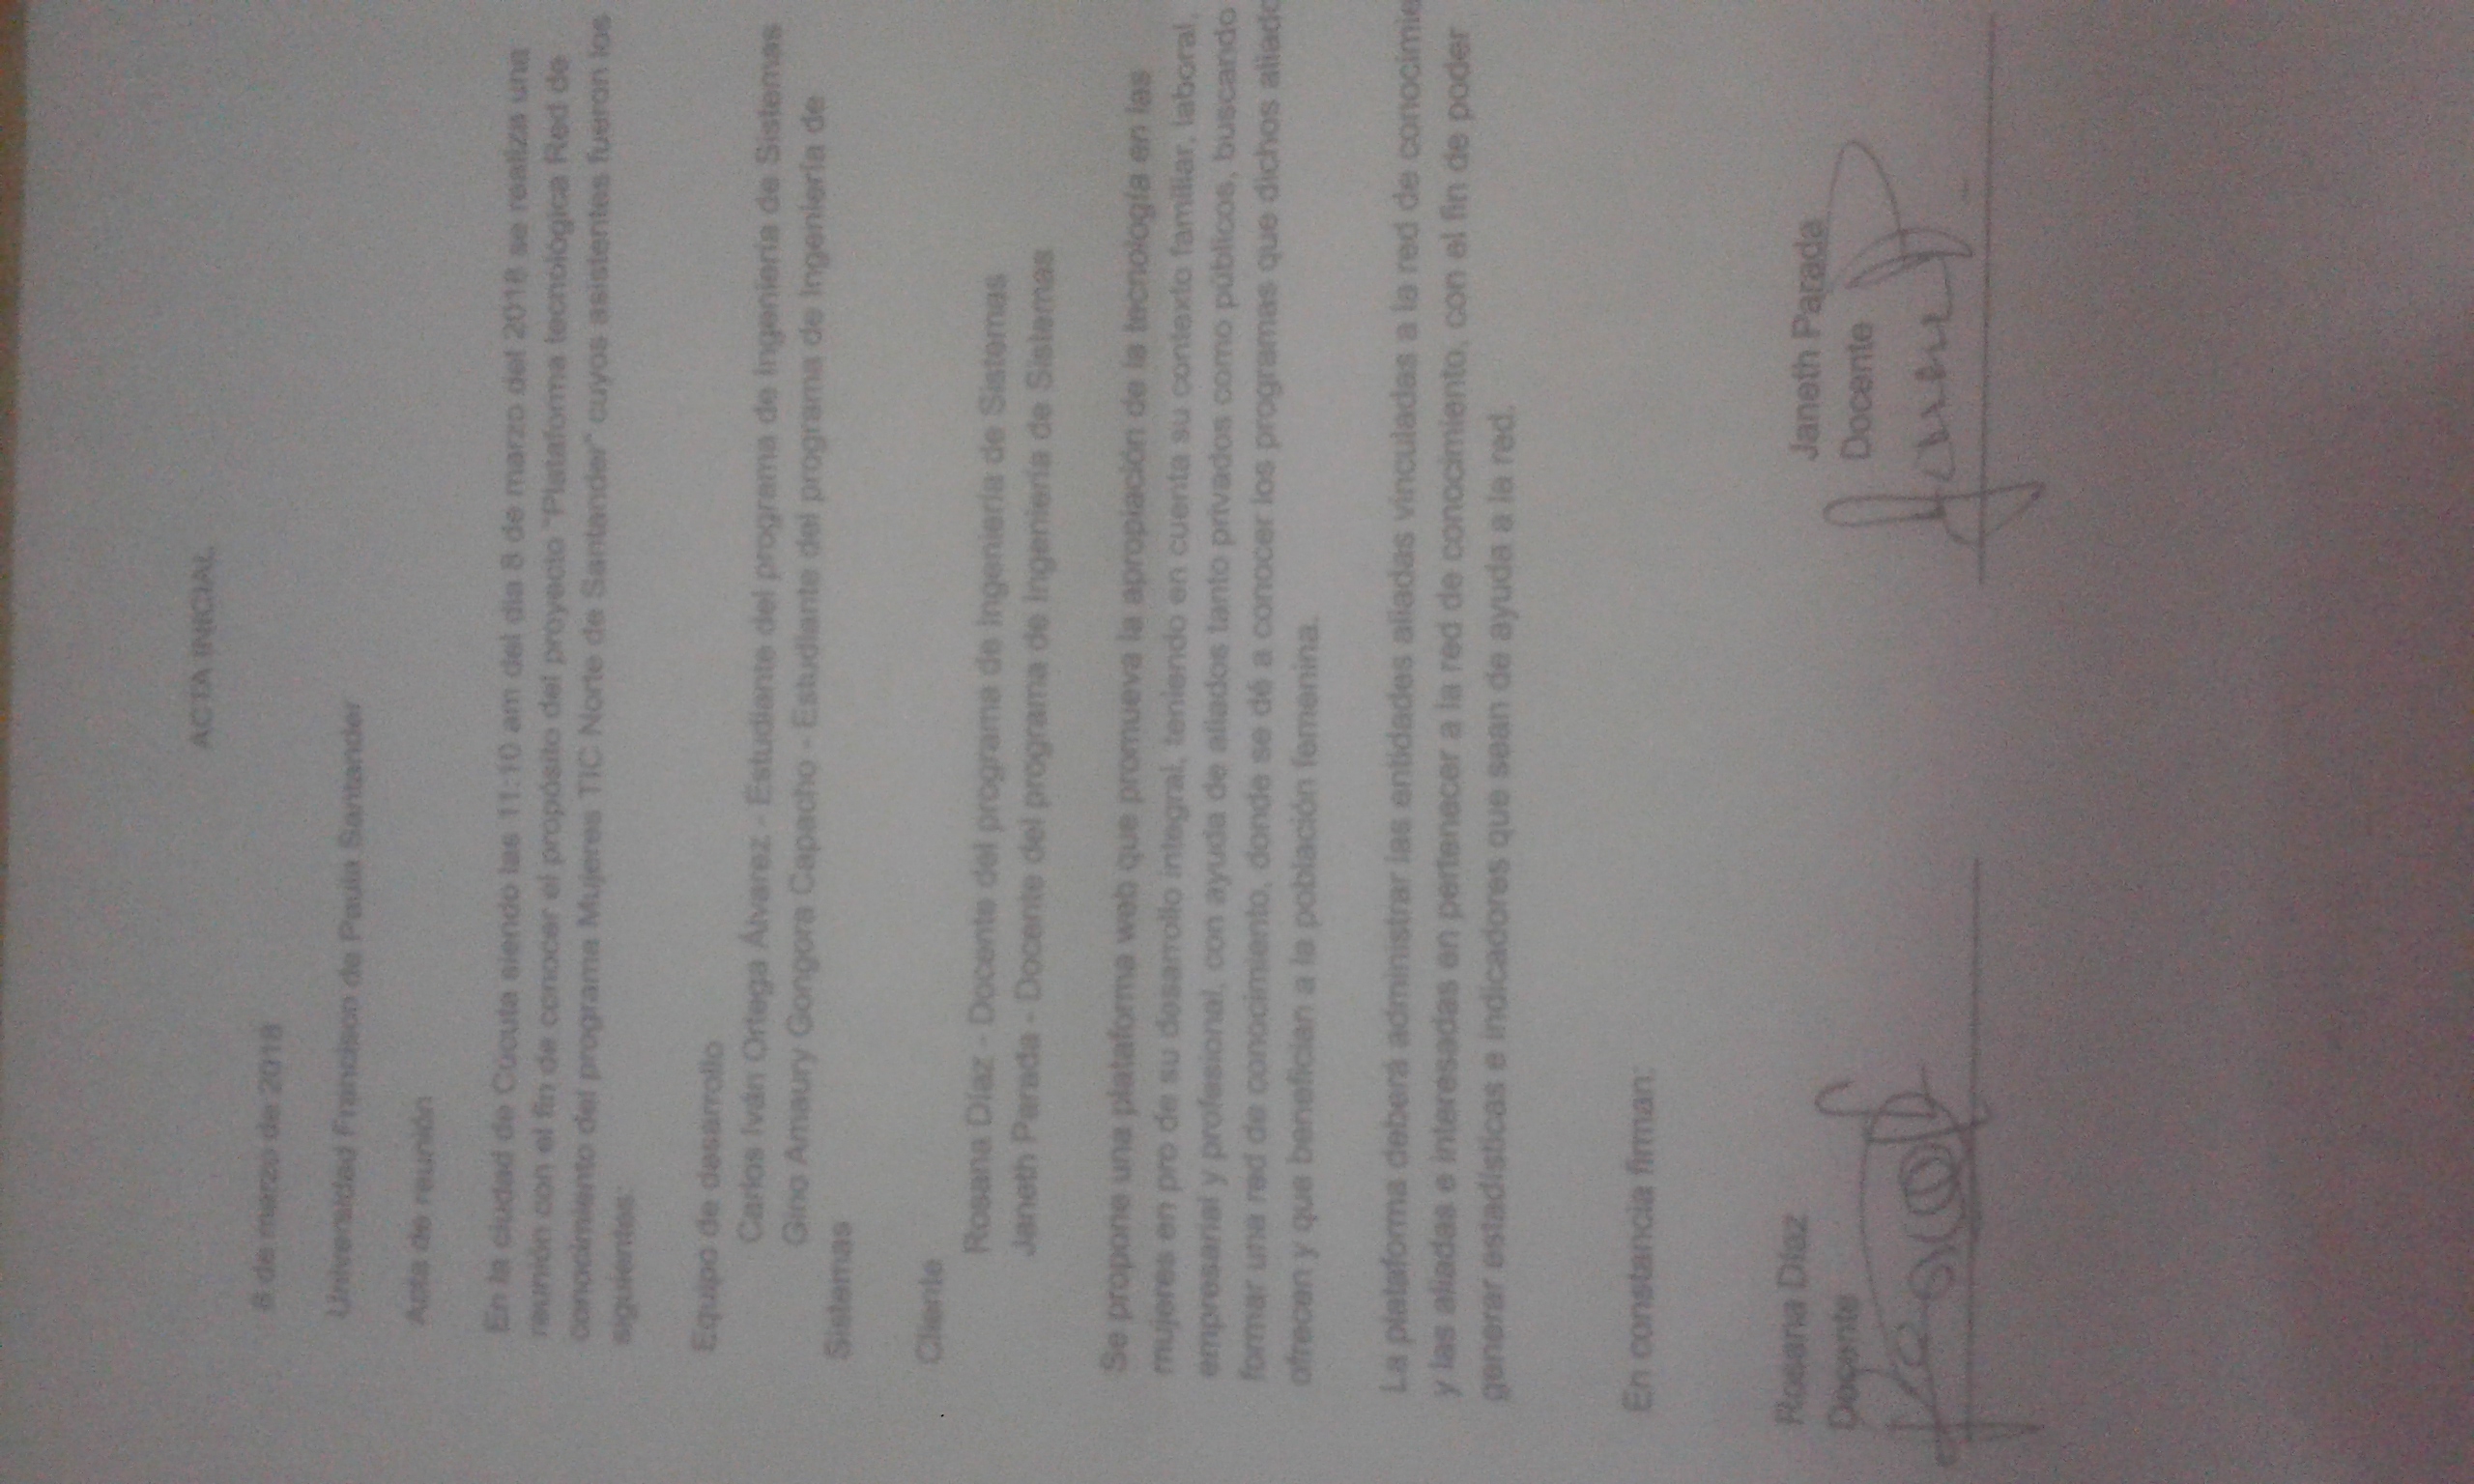 ACTA INICIAL
8 de marzo de 2018
Universidad Francisco de Paula Santander
Acta de reunión
En la ciudad de Cúcuta siendo las 11:10 am del día 8 de marzo del 2018 se realiza una
reunión con el fin de conocer el propósito del proyecto "Plataforma tecnológica Red de
conocimiento del programa Mujeres TIC Norte de Santander" cuyos asistentes fueron los
siguientes:
Equipo de desarrollo
Carlos Iván Ortega Álvarez - Estudiante del programa de Ingeniería de Sistemas
Gino Amaury Gongora Capacho - Estudiante del programa de Ingeniería de
Sistemas
Cliente
Rosana Díaz - Docente del programa de Ingeniería de Sistemas
Janeth Parada - Docente del programa de Ingeniería de Sistemas
Se propone una plataforma web que promueva la apropiación de la tecnología en las
mujeres en pro de su desarrollo integral, teniendo en cuenta su contexto familiar, laboral,
empresarial y profesional, con ayuda de aliados tanto privados como públicos, buscando
formar una red de conocimiento, donde se dé a conocer los programas que dichos aliado
ofrecen y que benefician a la población femenina.
La plataforma deberá administrar las entidades aliadas vinculadas a la red de conocimie
y las aliadas e interesadas en pertenecer a la red de conocimiento, con el fin de poder
generar estadísticas e indicadores que sean de ayuda a la red.
En constancia firman:
Rosana Díaz
Docente
Janeth Parada
Docente